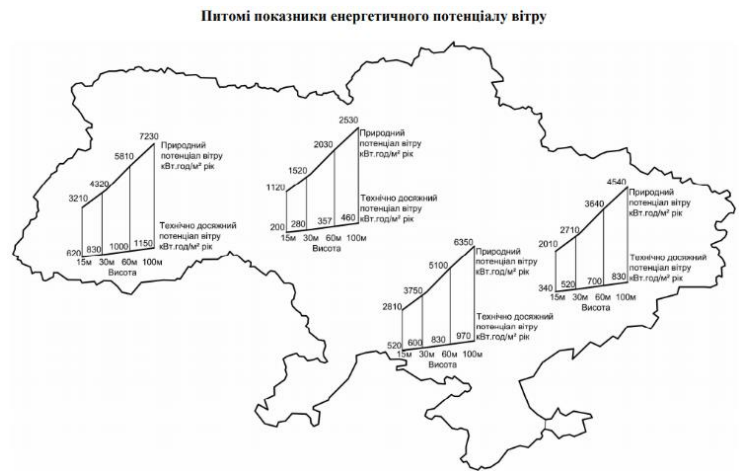 Питомі показники енергетичного потенціалу вітру
7230
5810
4320
3210
Природний
потенціал вітру
кВт.год/м² рік
Технічно досяжний
потенціал вітру
кВт.год/м² рік
620 830 1000 1150
15м 30м 60м 100м
Висота
2530
2030
1520
1120
Природний
потенціал вітру
кВт.год/м² рік
Технічно досяжний
потенціал вітру
кВт.год/м² рік
200 280 357 460
15м 30м 60м 100м
Висота
6350
5100
3750
2810
Природний
потенціал вітру
кВт.год/м² рік
Технічно досяжний
потенціал вітру
кВт.год/м² рік
520 600 830 970
15м 30м 60м 100м
Висота
4540
3640
2710
2010
Природний
потенціал вітру
кВт.год/м² рік
Технічно досяжний
потенціал вітру
кВт.год/м² рік
340 520 700 830
15м 30м 60м 100м
Висота